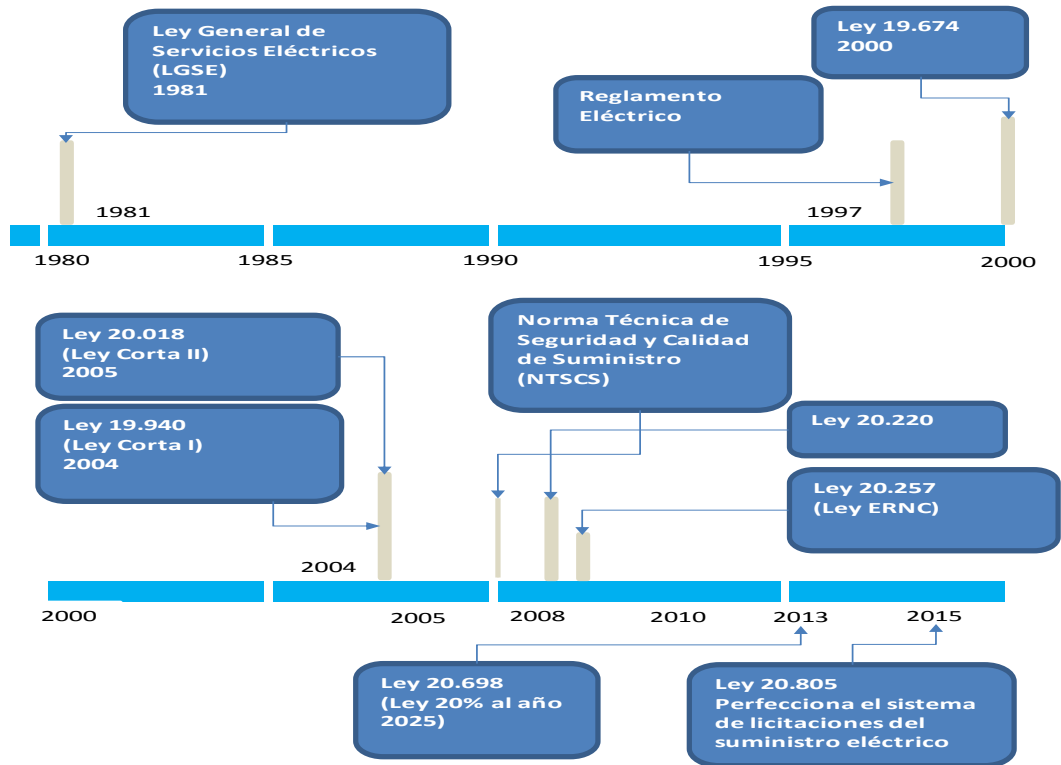 Ley General de
Servicios Eléctricos
(LGSE)
1981
Ley 19.674
2000
Reglamento
Eléctrico
1981
1997
1980
1985
1990
1995
2000
Ley 20.018
(Ley Corta II)
2005
Ley 19.940
(Ley Corta I)
2004
Norma Técnica de
Seguridad y Calidad
de Suministro
(NTSCS)
Ley 20.220
Ley 20.257
(Ley ERNC)
2004
2000
2005
2008
2010
2013
2015
Ley 20.698
(Ley 20% al año
2025)
Ley 20.805
Perfecciona el sistema
de licitaciones del
suministro eléctrico